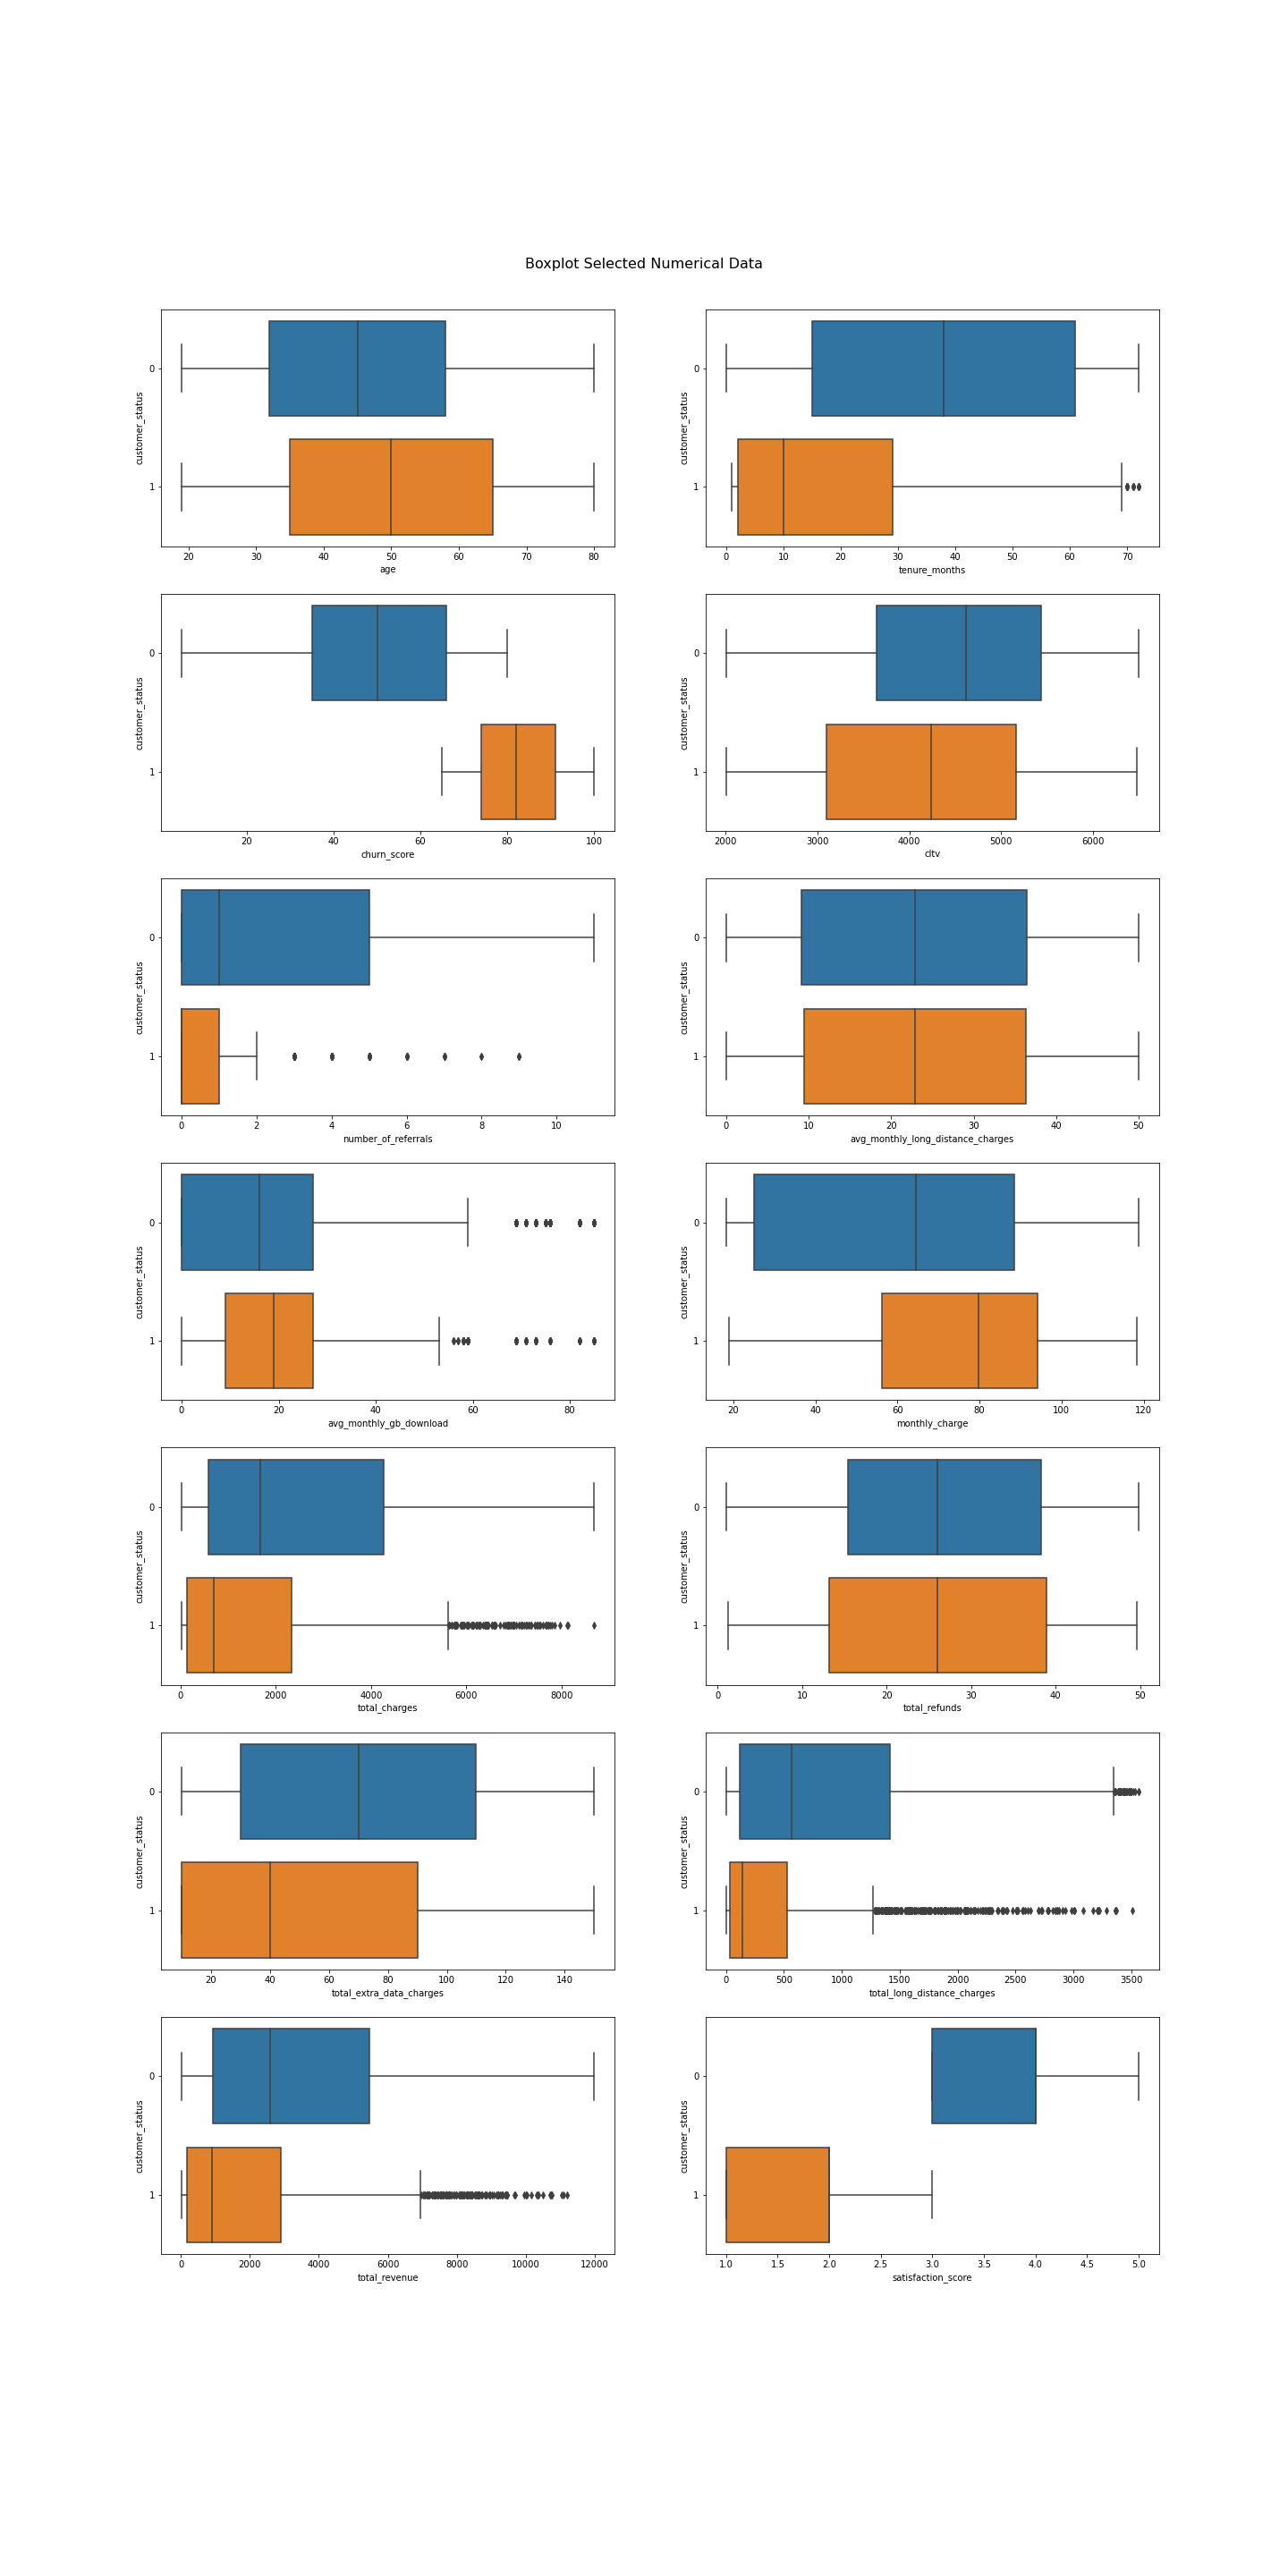 Boxplot Selected Numerical Data
customer_status
0
1
20 30 40 50 60 70 80
age
customer_status
0
1
0 10 20 30 40 50 60 70
tenure_months
customer_status
0
1
20 40 60 80 100
churn_score
customer_status
0
1
2000 3000 4000 5000 6000
cltv
customer_status
0
1
0 2 4 6 8 10
number_of_referrals
customer_status
0
1
0 10 20 30 40 50
avg_monthly_long_distance_charges
customer_status
0
1
0 20 40 60 80
avg_monthly_gb_download
customer_status
0
1
20 40 60 80 100 120
monthly_charge
customer_status
0
1
0 2000 4000 6000 8000
total_charges
customer_status
0
1
0 10 20 30 40 50
total_refunds
customer_status
0
1
20 40 60 80 100 120 140
total_extra_data_charges
customer_status
0
1
0 500 1000 1500 2000 2500 3000 3500
total_long_distance_charges
customer_status
0
1
0 2000 4000 6000 8000 10000 12000
total_revenue
customer_status
0
1
1.0 1.5 2.0 2.5 3.0 3.5 4.0 4.5 5.0
satisfaction_score